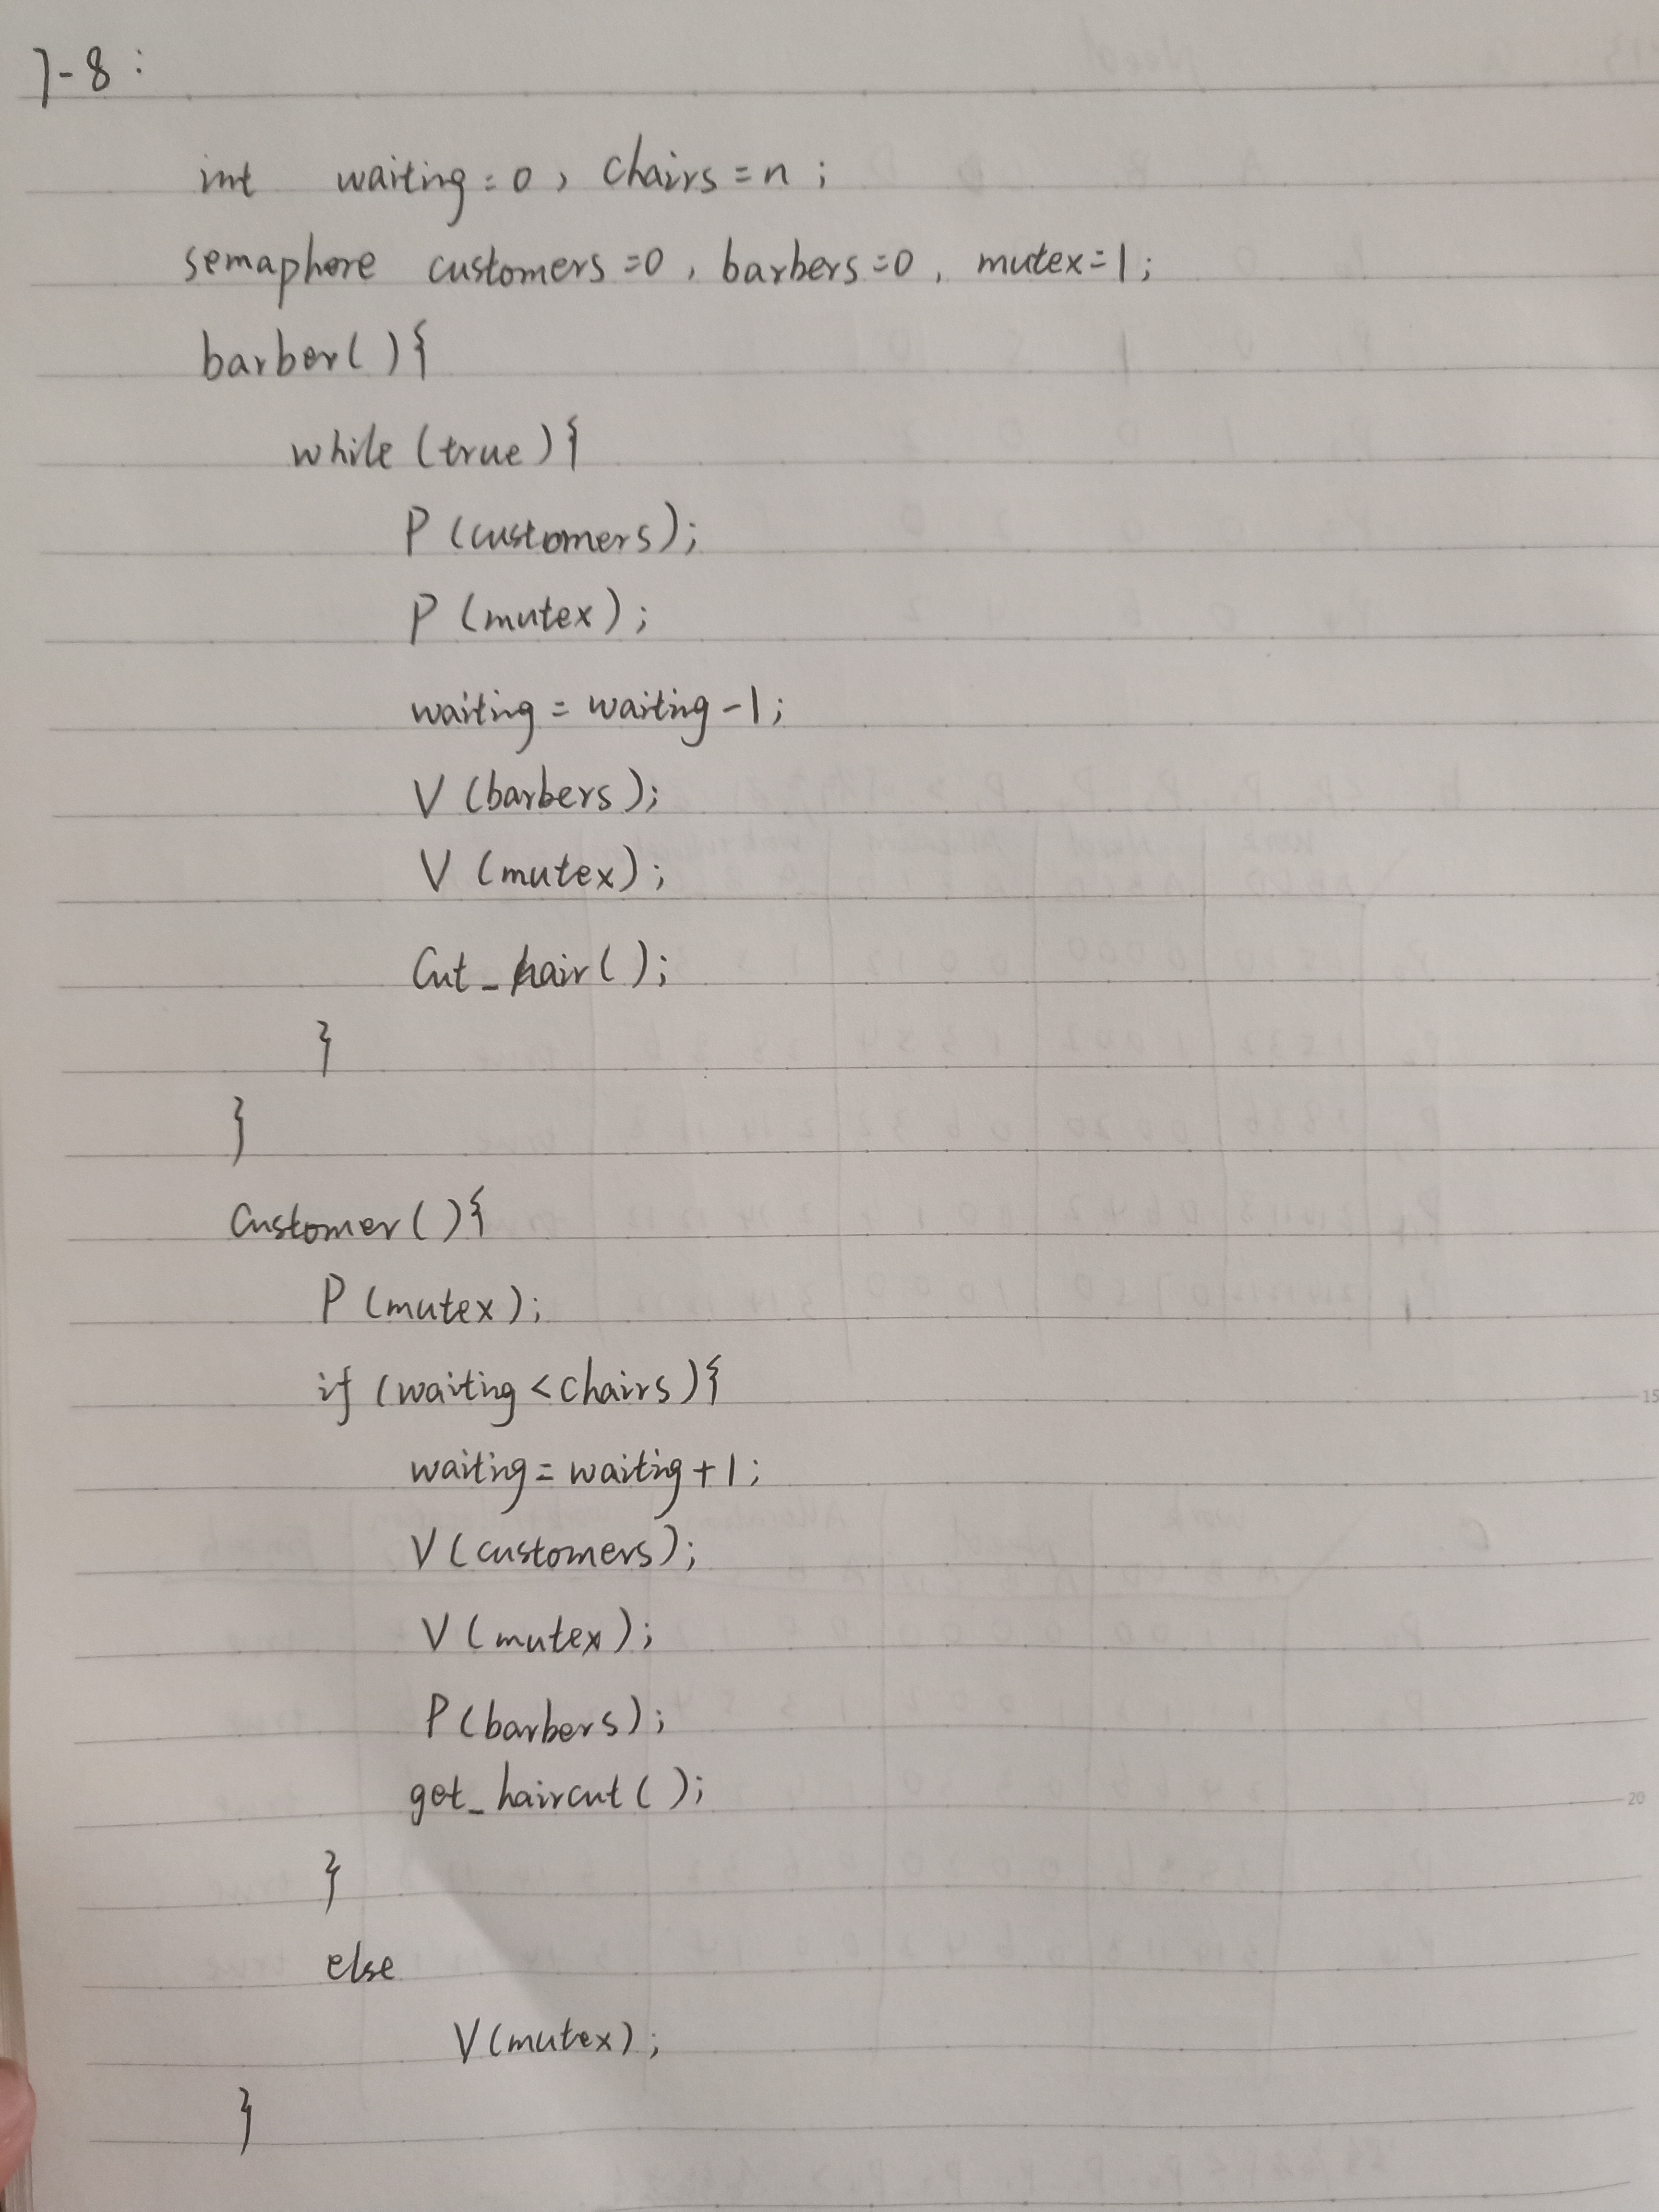 7-8:
int waiting=0, chairs=n;
semaphore customers=0, barbers=0, mutex=1;
barber(){
while(true){
P(customers);
P(mutex);
waiting=waiting-1;
V(barbers);
V(mutex);
Cut_hair();
}
}
Customer(){
P(mutex);
if(waiting<chairs){
waiting=waiting+1;
V(customers);
V(mutex);
P(barbers);
get_haircut();
}
else
V(mutex);
}
15
20